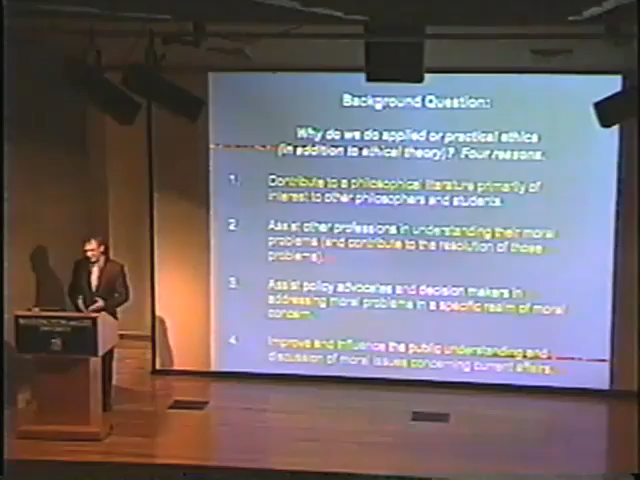 Background Question:
Why do we do applied or practical ethics
(in addition to ethical theory)? Four reasons.
1. Contribute to a philosophical literature primarily of
interest to other philosophers and students.
2. Assist other professions in understanding their moral
problems (and contribute to the resolution of those
problems).
3. Assist policy advocates and decision makers in
addressing moral problems in a specific realm of moral
concern.
4. Improve and influence the public understanding and
discussion of moral issues concerning current affairs.